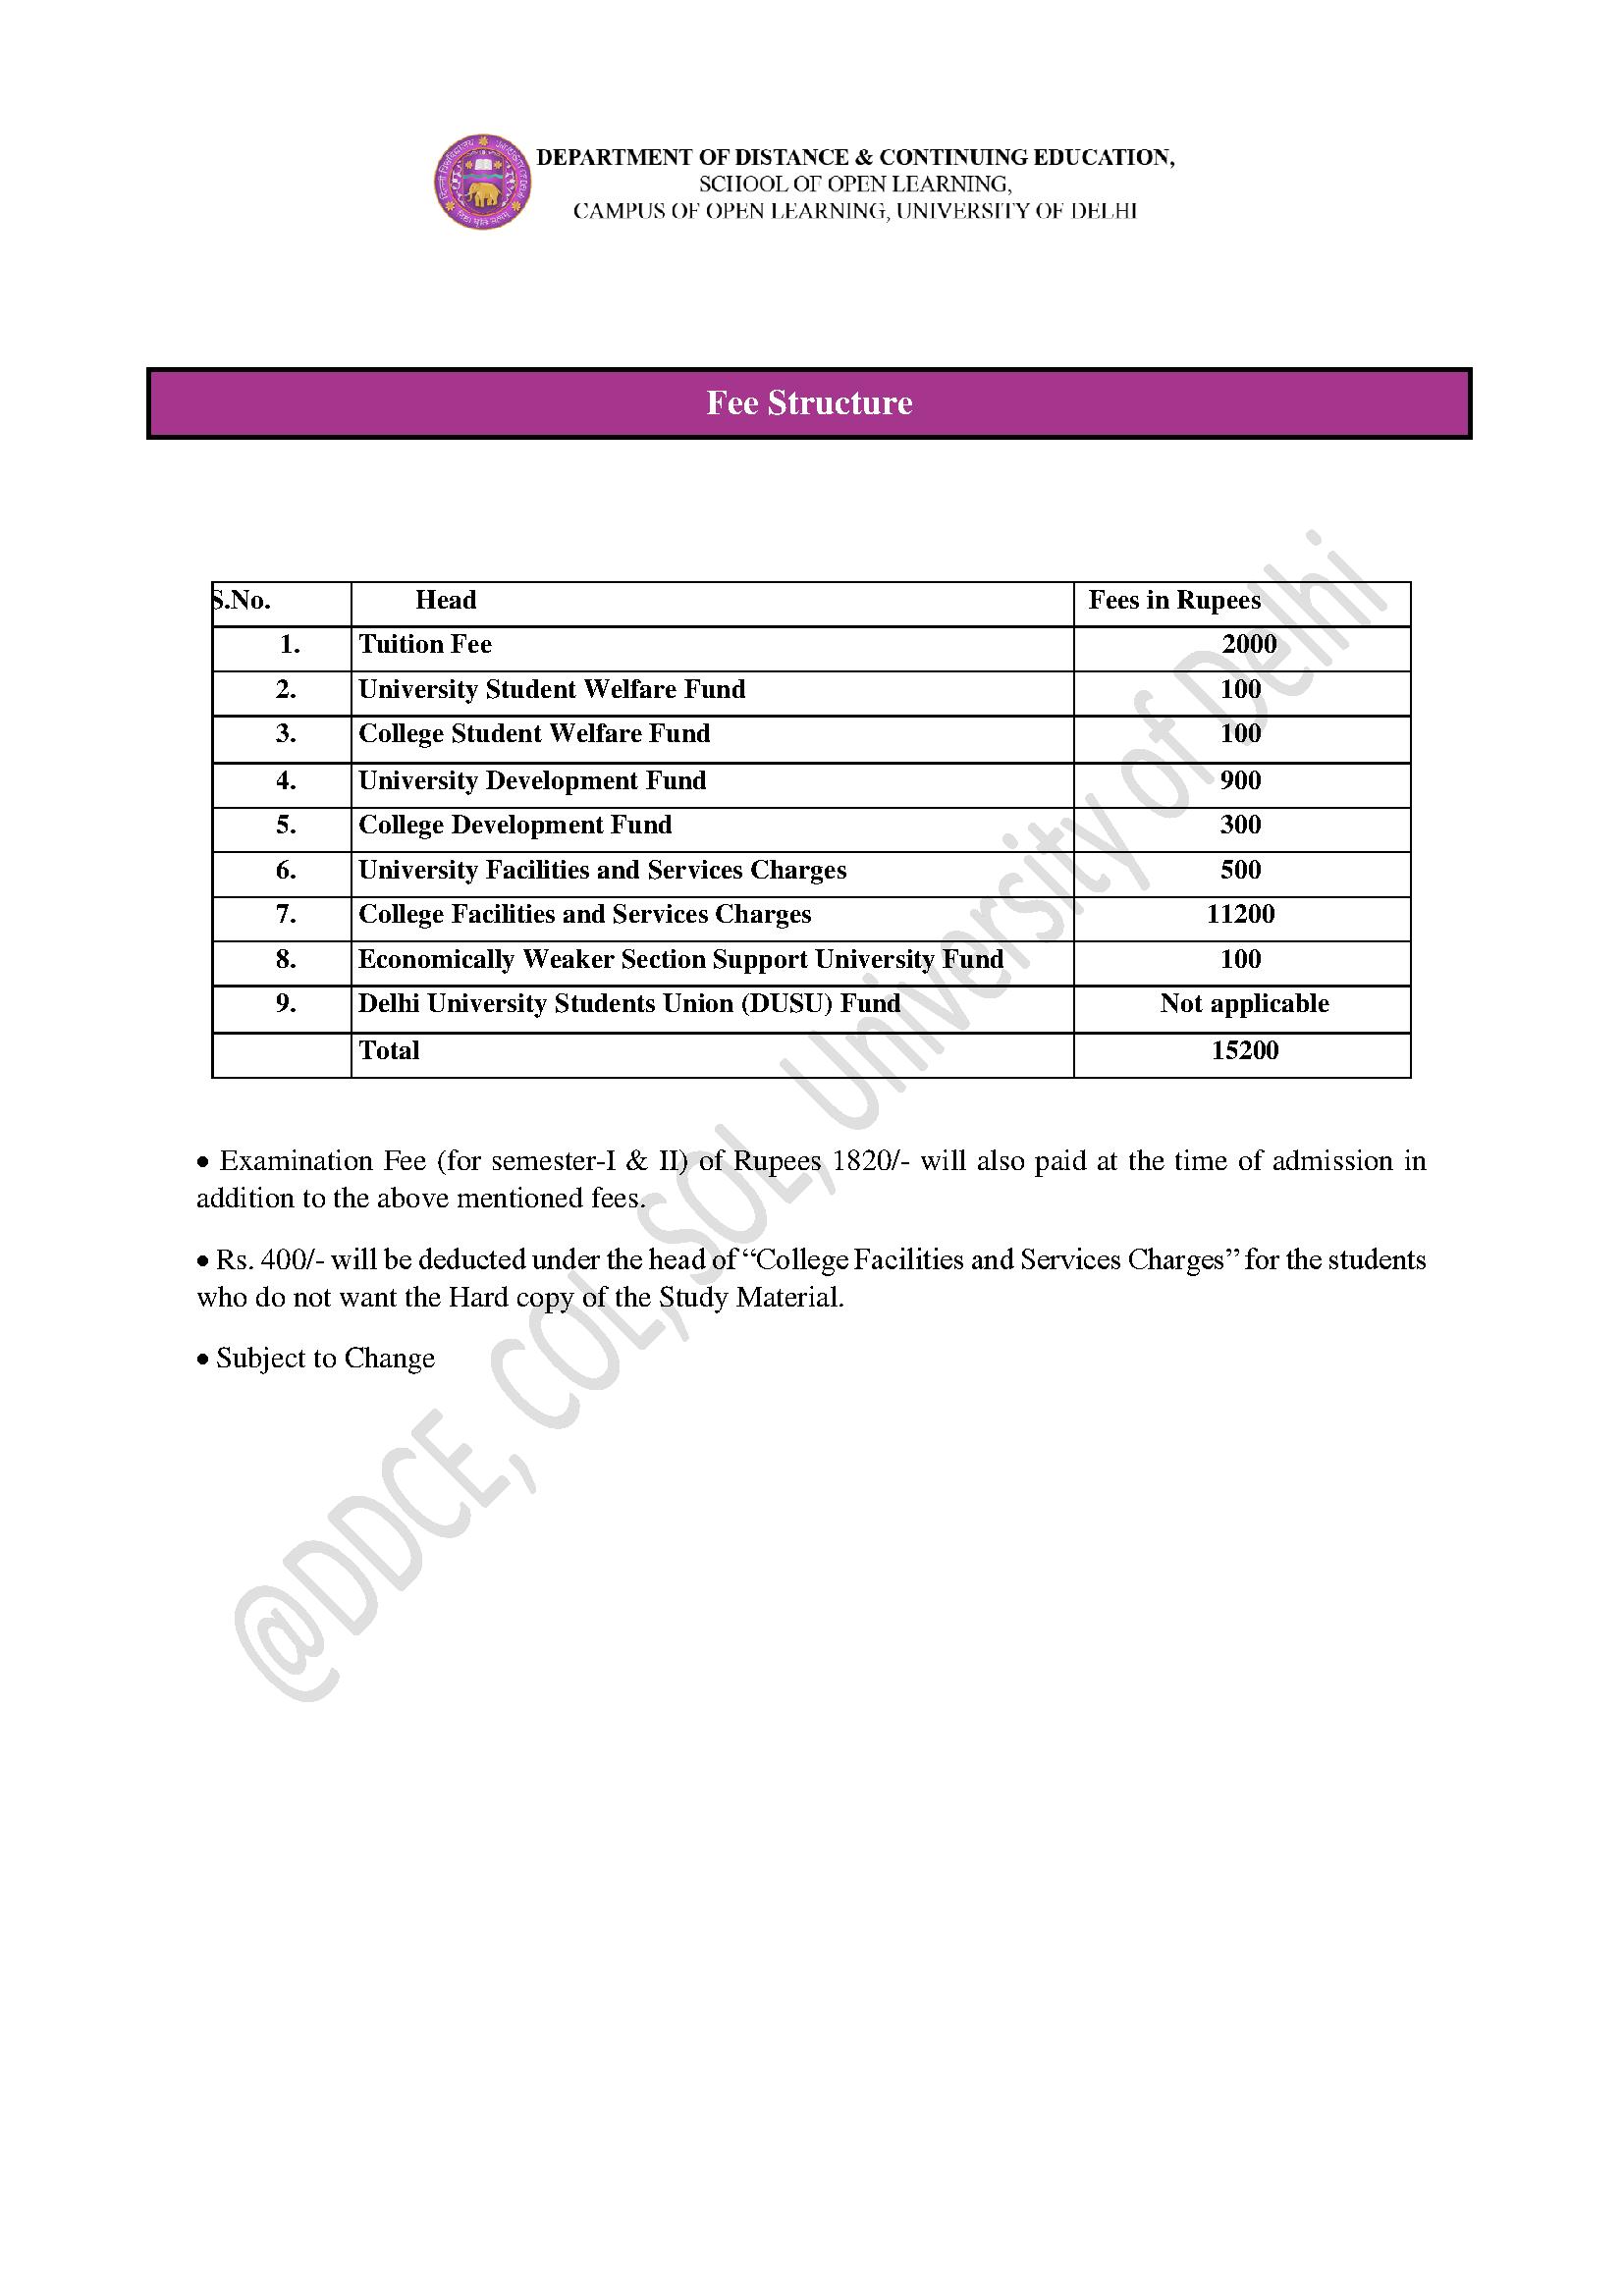 DEPARTMENT OF DISTANCE & CONTINUING EDUCATION,
SCHOOL OF OPEN LEARNING,
CAMPUS OF OPEN LEARNING, UNIVERSITY OF DELHI
Fee Structure
S.No. Head Fees in Rupees
1. Tuition Fee 2000
2. University Student Welfare Fund 100
3. College Student Welfare Fund 100
4. University Development Fund 900
5. College Development Fund 300
6. University Facilities and Services Charges 500
7. College Facilities and Services Charges 11200
8. Economically Weaker Section Support University Fund 100
9. Delhi University Students Union (DUSU) Fund Not applicable
Total 15200
• Examination Fee (for semester-I & II) of Rupees 1820/- will also paid at the time of admission in
addition to the above mentioned fees.
• Rs. 400/- will be deducted under the head of “College Facilities and Services Charges” for the students
who do not want the Hard copy of the Study Material.
• Subject to Change
@DDCE, COL, SOL, University of Delhi